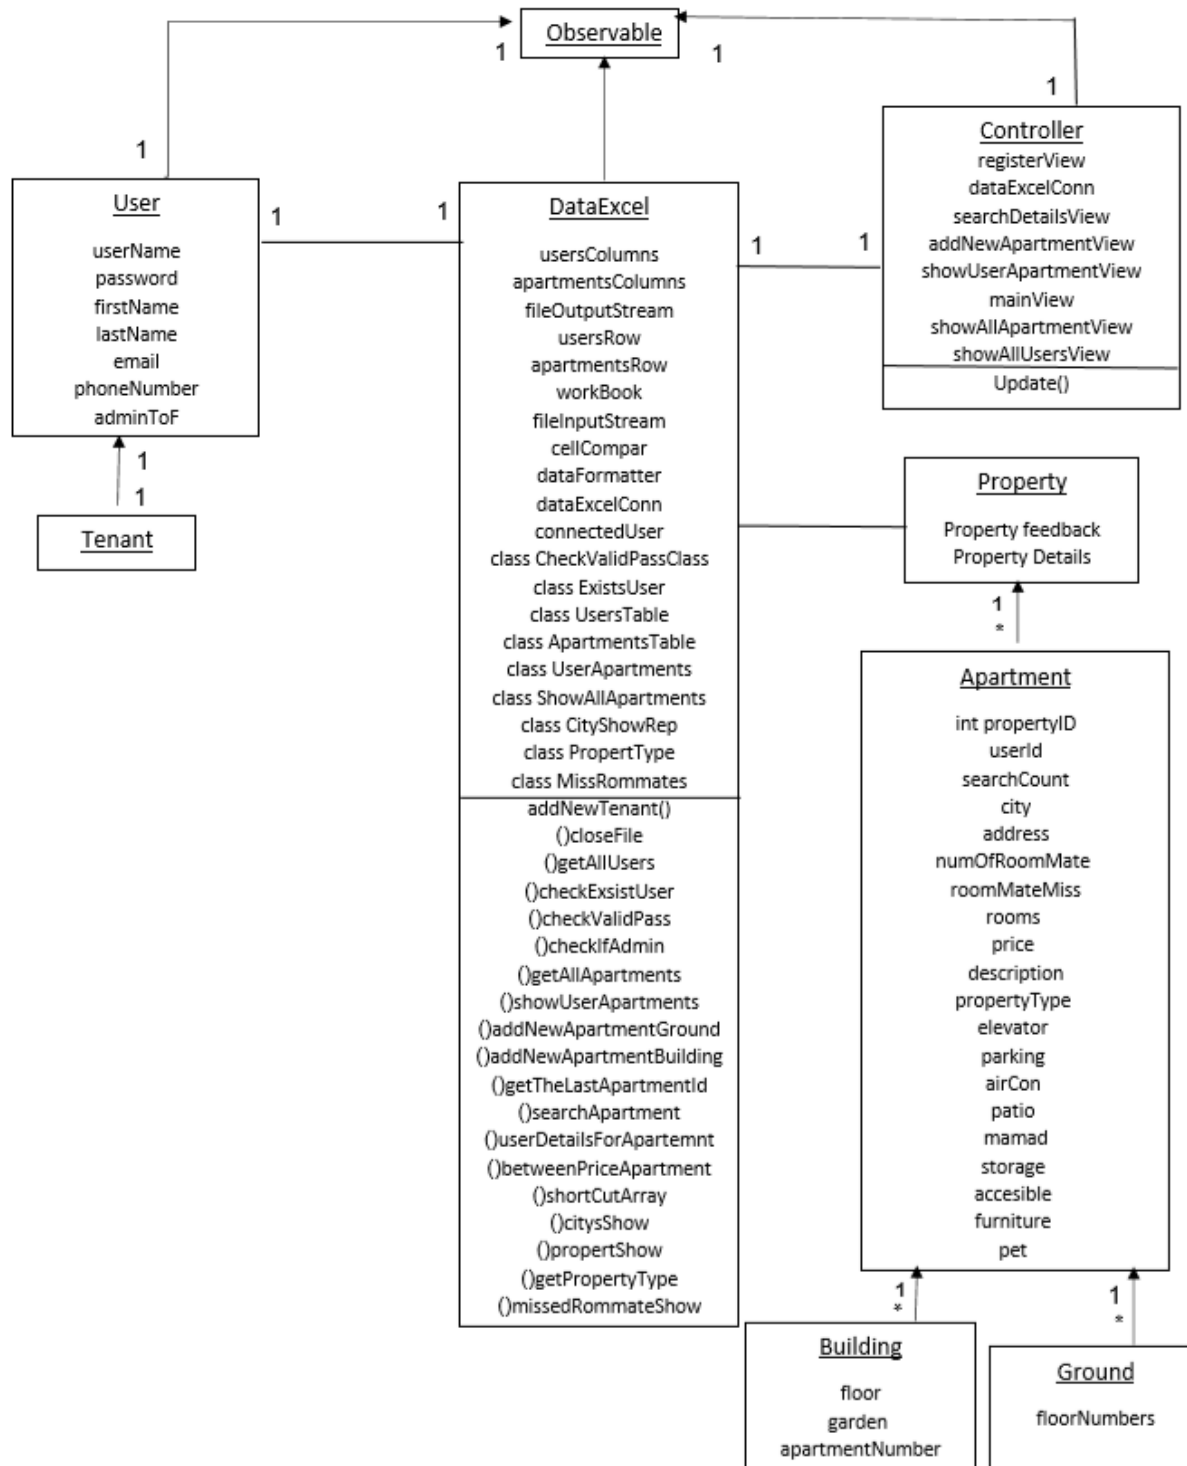 Observable
1
1
1
1
User
userName
password
firstName
lastName
email
phoneNumber
adminToF
1
1
1
1
Tenant
DataExcel
usersColumns
apartmentsColumns
fileOutputStream
usersRow
apartmentsRow
workBook
fileInputStream
cellCompar
dataFormatter
dataExcelConn
connectedUser
class CheckValidPassClass
class ExistsUser
class UsersTable
class ApartmentsTable
class UserApartments
class ShowAllApartments
class CityShowRep
class PropertType
class MissRommates
addNewTenant()
()closeFile
()getAllUsers
()checkExsistUser
()checkValidPass
()checkIfAdmin
()getAllApartments
()showUserApartments
()addNewApartmentGround
()addNewApartmentBuilding
()getTheLastApartmentId
()searchApartment
()userDetailsForApartemnt
()betweenPriceApartment
()shortCutArray
()citysShow
()propertShow
()getPropertyType
()missedRommateShow
1
1
Controller
registerView
dataExcelConn
searchDetailsView
addNewApartmentView
showUserApartmentView
mainView
showAllApartmentView
showAllUsersView
Update()
Property
Property feedback
Property Details
1
*
Apartment
int propertyID
userId
searchCount
city
address
numOfRoomMate
roomMateMiss
rooms
price
description
propertyType
elevator
parking
airCon
patio
mamad
storage
accesible
furniture
pet
1
*
1
*
Building
floor
garden
apartmentNumber
Ground
floorNumbers